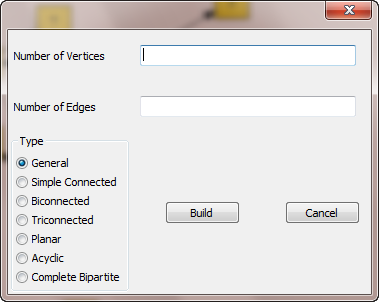 Number of Vertices
Number of Edges
Type
General
Simple Connected
Biconnected
Triconnected
Planar
Acyclic
Complete Bipartite
Build
Cancel